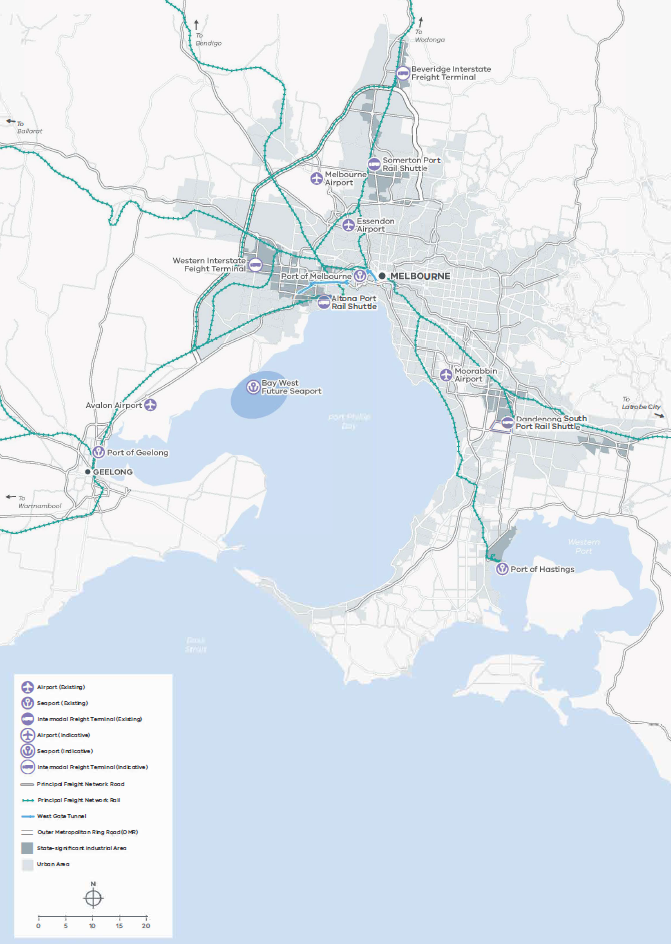 To
Bendigo
To
Wodonga
Beveridge Interstate
Freight Terminal
To
Ballarat
Somerton Port
Rail Shuttle
Melbourne
Airport
Essendon
Airport
Western Interstate
Feight Terminal
Port of Melbourne
MELBOURNE
Altona Port
Rail Shuttle
Moorabbin
Airport
Bay West
Future Seaport
Avalon Airport
Port Phillip
Bay
To
Latrobe City
Dandenong South
Port Rail Shuttle
Port of Geelong
GEELONG
To
Warrnambool
Western
Port
Port of Hastings
Bass
Strait
Airport (Existing)
Seaport (Existing)
Intermodal Freight Terminal (Existing)
Airport (Indicative)
Seaport (Indicative)
Intermodal Freight Terminal (Indicative)
Principal Freight Network Road
Principal Freight Network Rail
West Gate Tunnel
Outer Metropolitan Ring Road(OMR)
State-significant Industrial Area
Urban Area
N
0 5 10 15 20